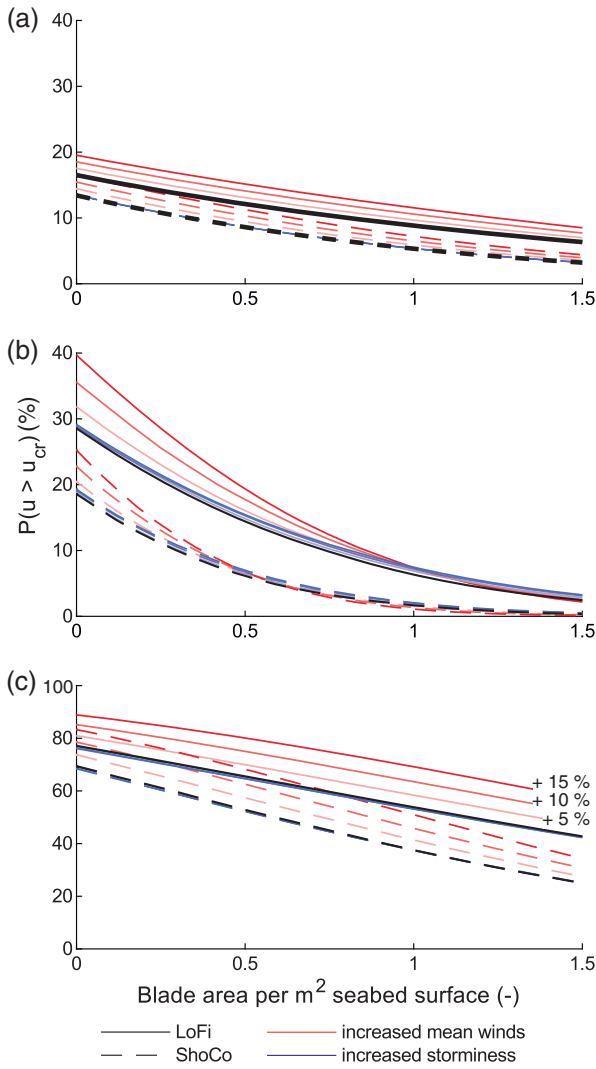 (a)
40
30
20
10
0
0 0.5 1 1.5
(b)
40
30
20
10
0
0 0.5 1 1.5
P(u > u_cr) (%)
(c)
100
80
60
40
20
0
+ 15 %
+ 10 %
+ 5 %
0 0.5 1 1.5
Blade area per m² seabed surface (-)
LoFi increased mean winds
ShoCo increased storminess